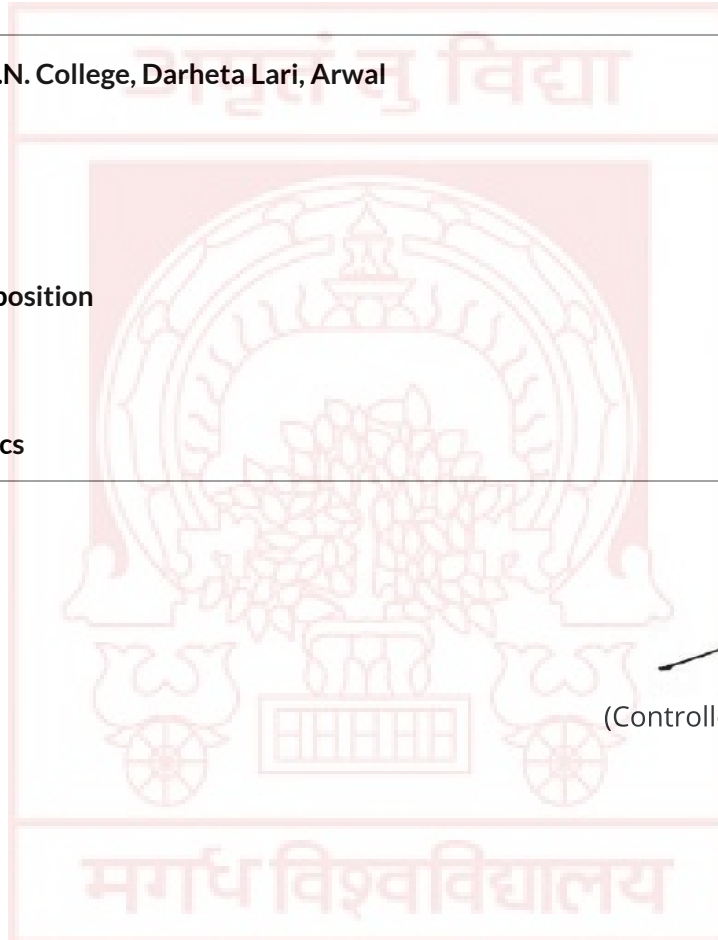 .N. College, Darheta Lari, Arwal
अमृतं तु विद्या
position
cs
(Controll
मगध विश्वविद्यालय